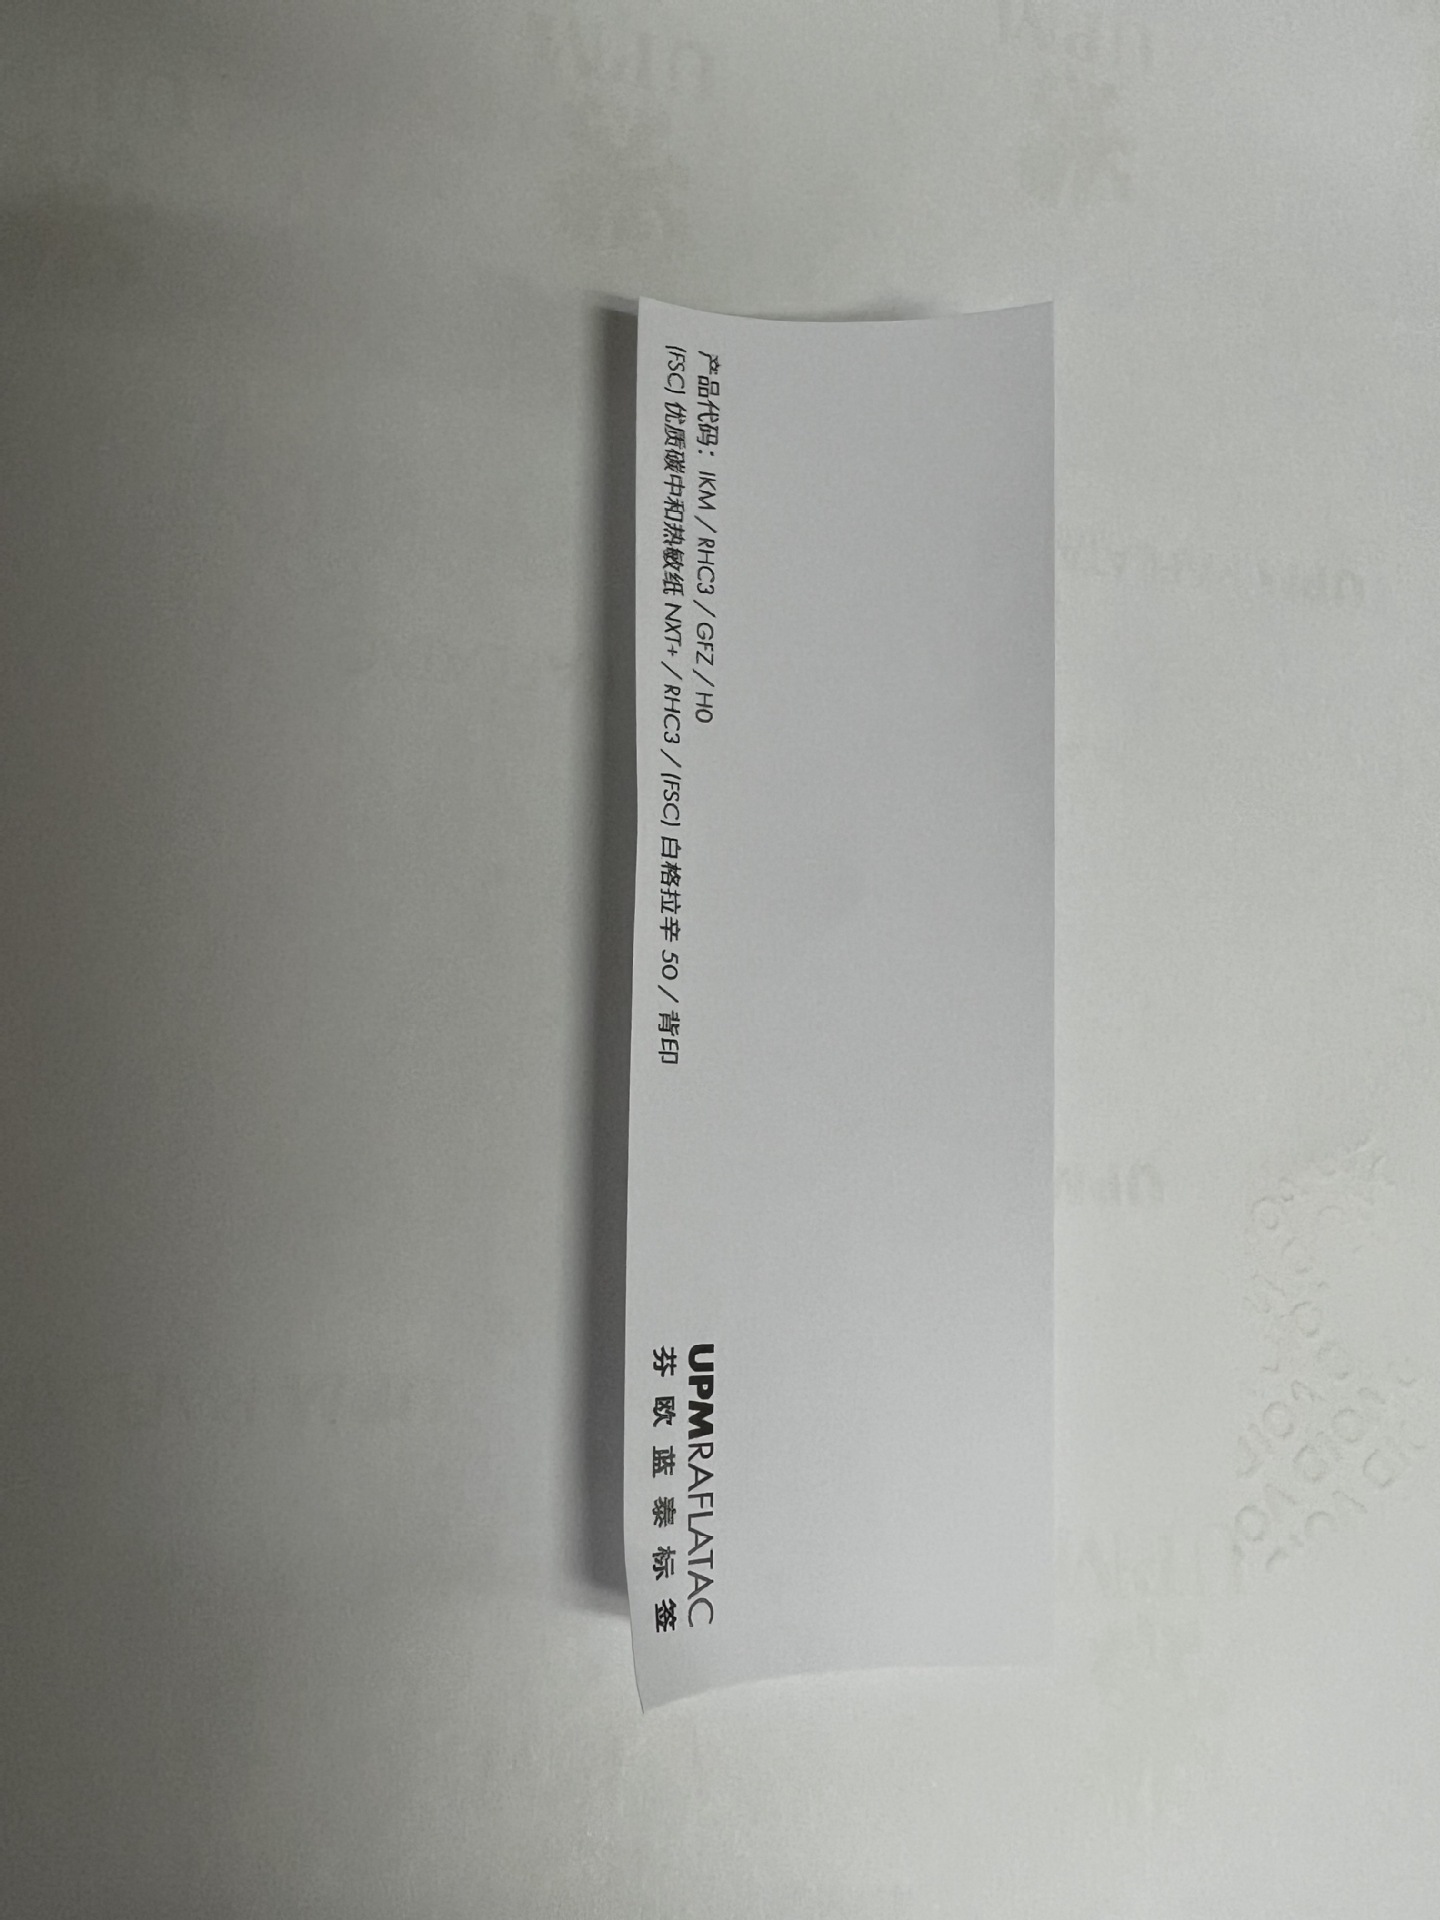 产品代码：IKM / RHC3 / GFZ / H0
(FSC) 优质碳中和热敏纸 NXT+ / RHC3 / (FSC) 白格拉辛 50 / 背印
UPMRAFLATAC
芬欧蓝泰标签